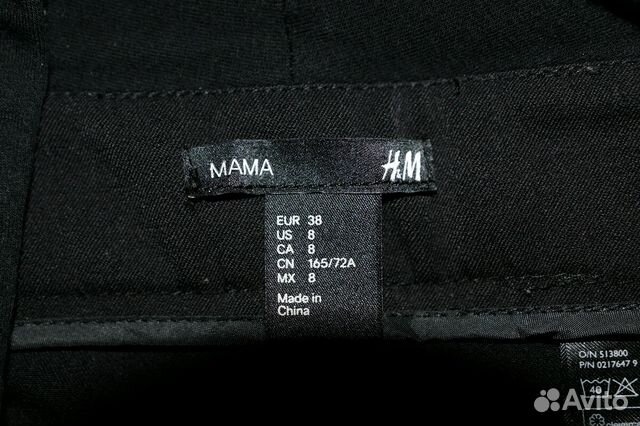 MAMA H&M
EUR 38
US 8
CA 8
CN 165/72A
MX 8
Made in
China
O/N 513800
P/N 0217647 9
40
Avito